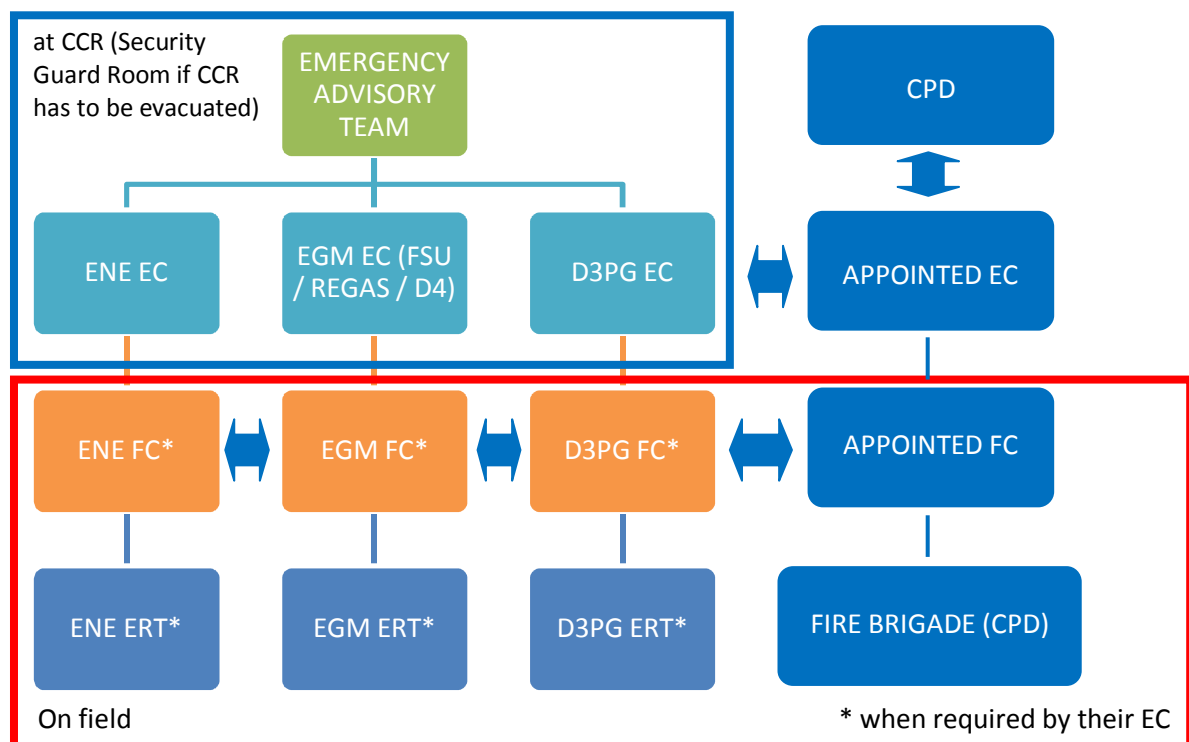 at CCR (Security
Guard Room if CCR
has to be evacuated)
EMERGENCY
ADVISORY
TEAM
CPD
ENE EC
EGM EC (FSU
/ REGAS / D4)
D3PG EC
APPOINTED EC
ENE FC*
EGM FC*
D3PG FC*
APPOINTED FC
ENE ERT*
EGM ERT*
D3PG ERT*
FIRE BRIGADE (CPD)
On field
* when required by their EC